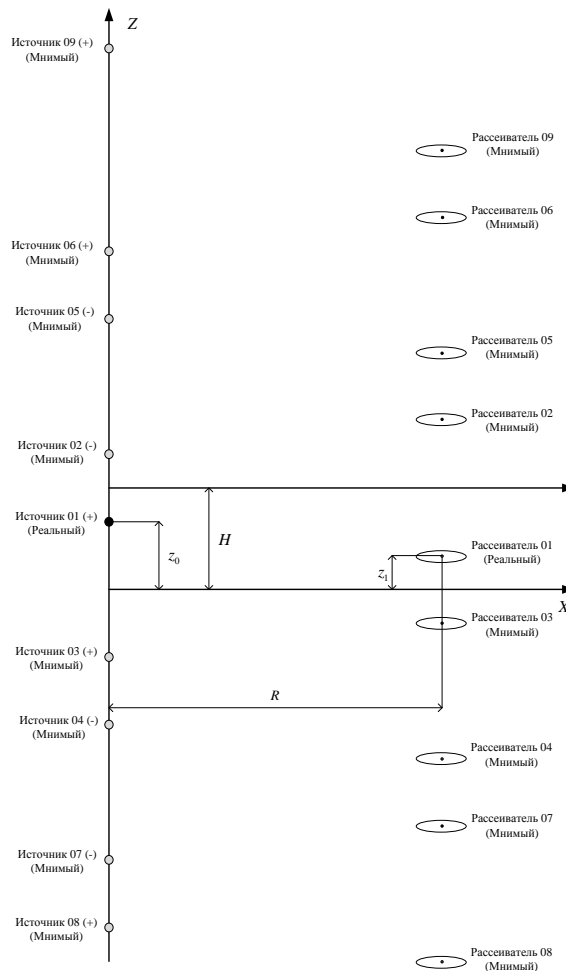 Z
Источник 09 (+)
(Мнимый)
Рассеиватель 09
(Мнимый)
Рассеиватель 06
(Мнимый)
Источник 06 (+)
(Мнимый)
Источник 05 (-)
(Мнимый)
Рассеиватель 05
(Мнимый)
Рассеиватель 02
(Мнимый)
Источник 02 (-)
(Мнимый)
Источник 01 (+)
(Реальный)
H
z0
Рассеиватель 01
(Реальный)
z1
X
Рассеиватель 03
(Мнимый)
Источник 03 (+)
(Мнимый)
R
Источник 04 (-)
(Мнимый)
Рассеиватель 04
(Мнимый)
Рассеиватель 07
(Мнимый)
Источник 07 (-)
(Мнимый)
Источник 08 (+)
(Мнимый)
Рассеиватель 08
(Мнимый)